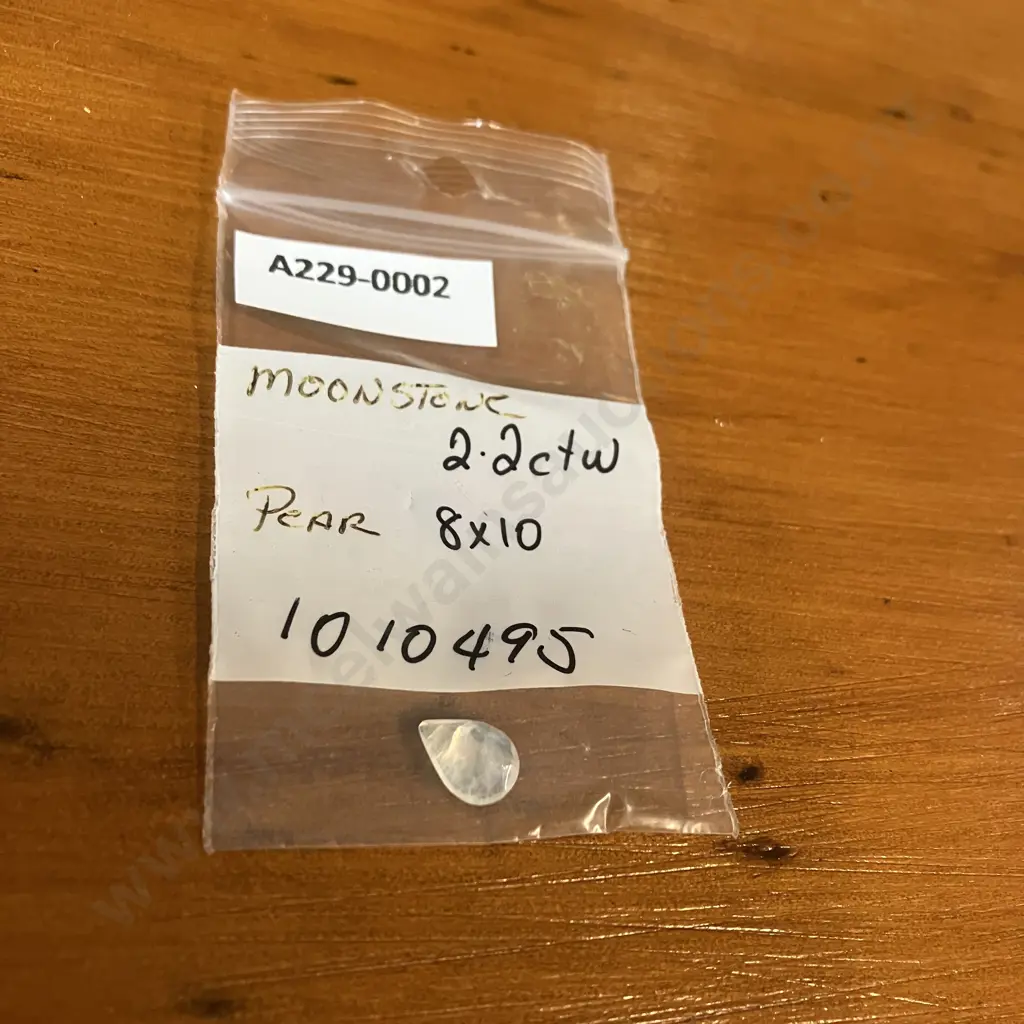 A229-0002
MOONSTONE
2.2ctw
PEAR 8x10
1010495